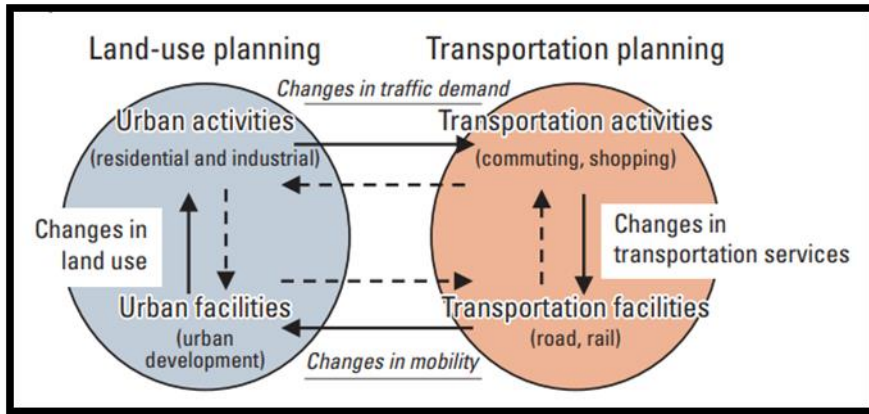 Land-use planning
Transportation planning
Changes in traffic demand
Urban activities
(residential and industrial)
Transportation activities
(commuting, shopping)
Changes in
land use
Changes in
transportation services
Urban facilities
(urban
development)
Transportation facilities
(road, rail)
Changes in mobility